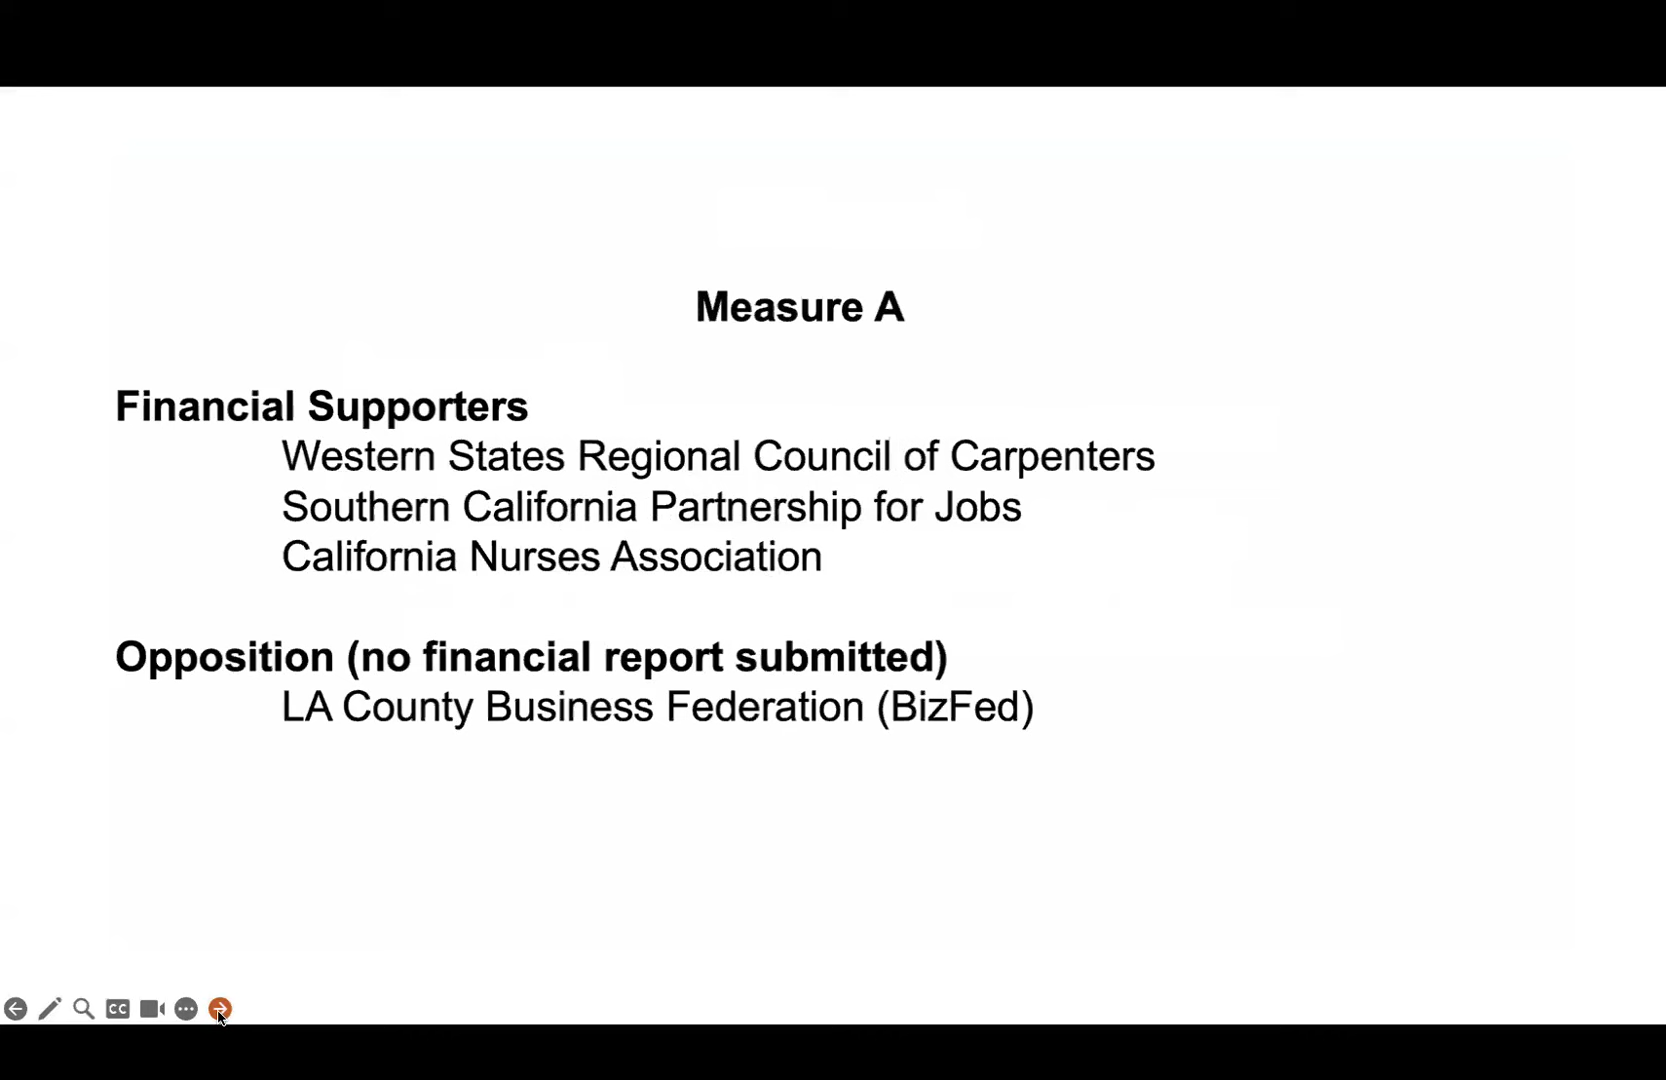 Measure A
Financial Supporters
Western States Regional Council of Carpenters
Southern California Partnership for Jobs
California Nurses Association
Opposition (no financial report submitted)
LA County Business Federation (BizFed)
CC